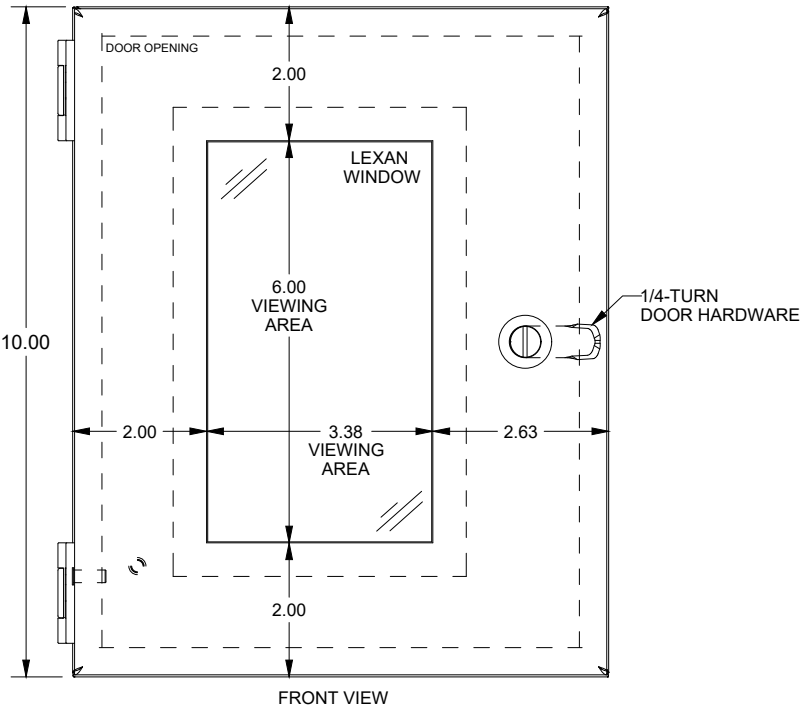 DOOR OPENING
2.00
LEXAN
WINDOW
6.00
VIEWING
AREA
1/4-TURN
DOOR HARDWARE
10.00
2.00
3.38
VIEWING
AREA
2.63
2.00
FRONT VIEW